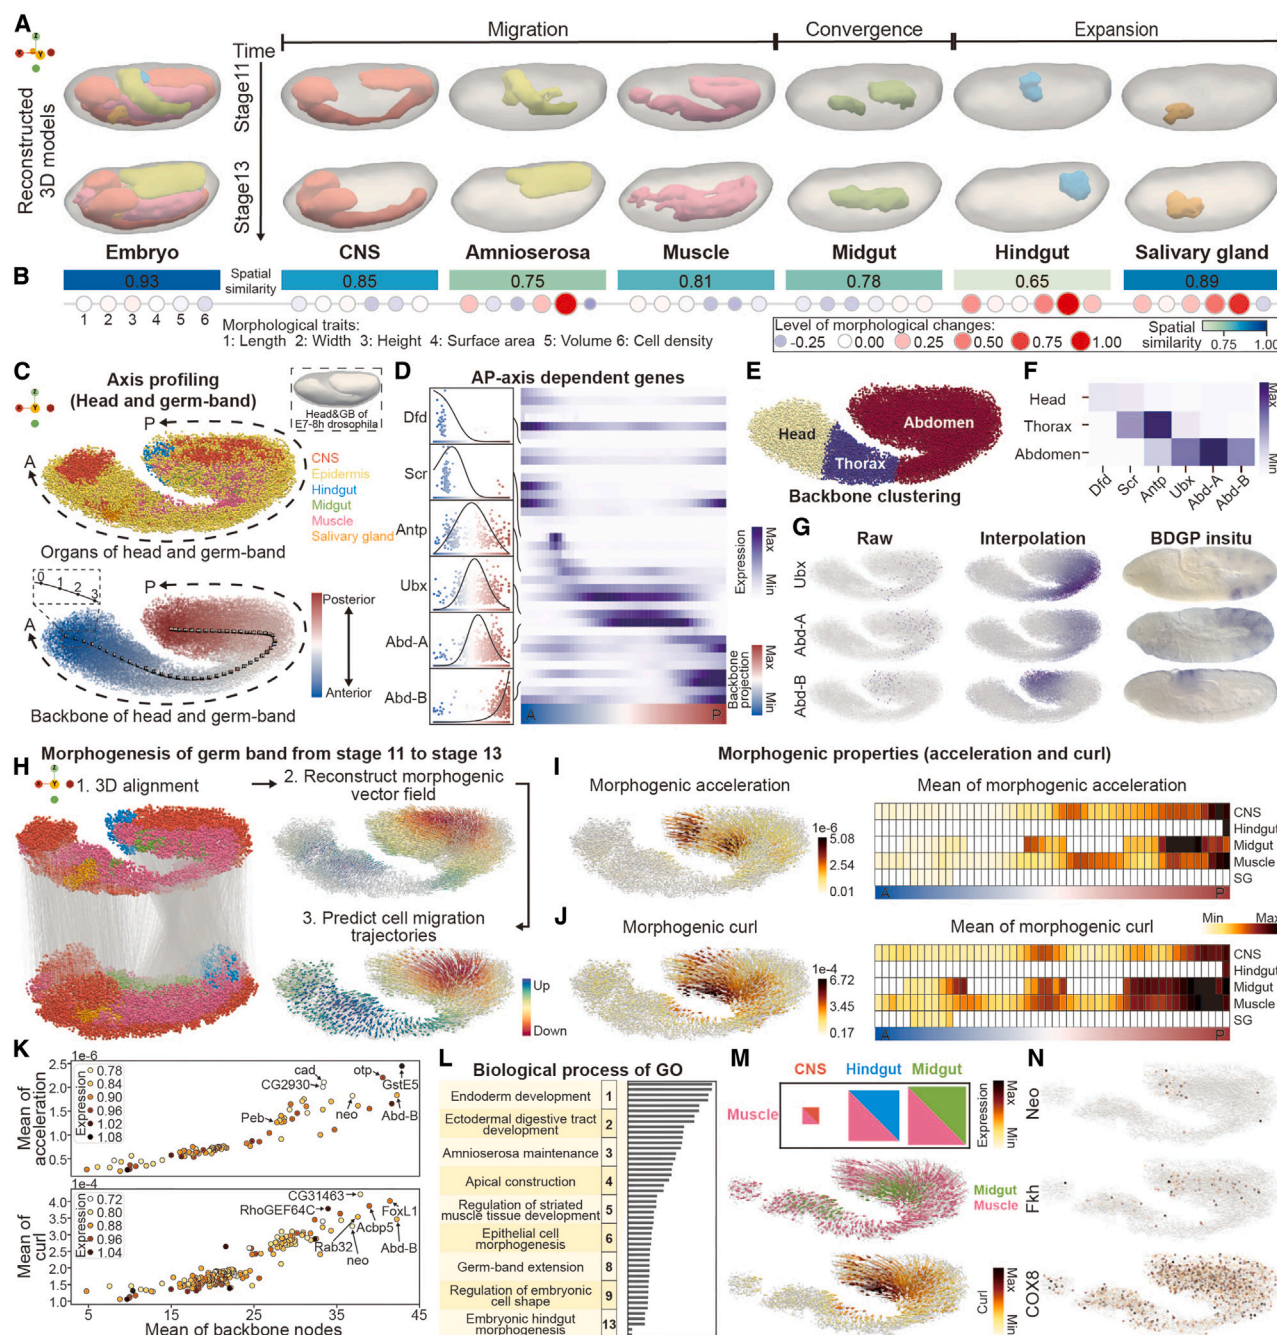 A
Z
X
Y
Time
Migration
Convergence
Expansion
Reconstructed
3D models
Stage11
Stage13
Embryo
CNS
Amnioserosa
Muscle
Midgut
Hindgut
Salivary gland
B
0.93
Spatial
similarity
0.85
0.75
0.81
0.78
0.65
0.89
1 2 3 4 5 6
Morphological traits:
1: Length 2: Width 3: Height 4: Surface area 5: Volume 6: Cell density
Level of morphological changes:
-0.25 0.00 0.25 0.50 0.75 1.00
Spatial
similarity
0.75 1.00
C
Z
X
Y
Axis profiling
(Head and germ-band)
Head&GB of
E7-8h drosophila
P
A
CNS
Epidermis
Hindgut
Midgut
Muscle
Salivary gland
Organs of head and germ-band
0 1 2 3
P
A
Posterior
Anterior
Backbone of head and germ-band
D
AP-axis dependent genes
Dfd
Scr
Antp
Ubx
Abd-A
Abd-B
A
P
Expression
Max
Min
Backbone
projection
Max
Min
E
Head
Thorax
Abdomen
Backbone clustering
F
Head
Thorax
Abdomen
Dfd
Scr
Antp
Ubx
Abd-A
Abd-B
Max
Min
G
Raw
Interpolation
BDGP insitu
Ubx
Abd-A
Abd-B
H
Morphogenesis of germ band from stage 11 to stage 13
Z
X
Y
1. 3D alignment
2. Reconstruct morphogenic
vector field
3. Predict cell migration
trajectories
Up
Down
Morphogenic properties (acceleration and curl)
I
Morphogenic acceleration
1e-6
5.08
2.54
0.01
Mean of morphogenic acceleration
CNS
Hindgut
Midgut
Muscle
SG
A
P
J
Morphogenic curl
1e-4
6.72
3.45
0.17
Mean of morphogenic curl
Min
Max
CNS
Hindgut
Midgut
Muscle
SG
A
P
K
1e-6
Mean of
acceleration
2.5
2.0
1.5
1.0
Expression
0.78
0.84
0.90
0.96
1.02
1.08
cad
CG2930
otp
GstE5
Peb
neo
Abd-B
1e-4
Mean of
curl
4.0
3.5
3.0
2.5
2.0
1.5
1.0
Expression
0.72
0.80
0.88
0.96
1.04
CG31463
RhoGEF64C
FoxL1
Acbp5
Rab32
neo
Abd-B
5 15 25 35 45
Mean of backbone nodes
L
Biological process of GO
Endoderm development 1
Ectodermal digestive tract
development 2
Amnioserosa maintenance 3
Apical construction 4
Regulation of striated
muscle tissue development 5
Epithelial cell
morphogenesis 6
Germ-band extension 8
Regulation of embryonic
cell shape 9
Embryonic hindgut
morphogenesis 13
M
CNS
Hindgut
Midgut
Muscle
Expression
Max
Min
Midgut
Muscle
Curl
Max
Min
N
Neo
Fkh
COX8